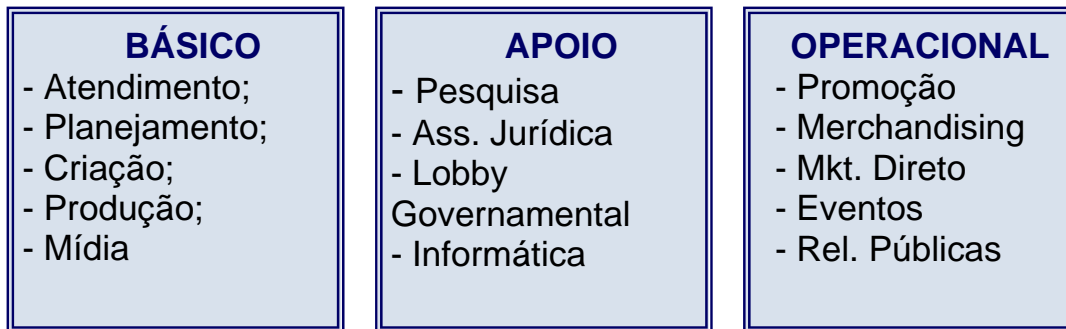 BÁSICO
- Atendimento;
- Planejamento;
- Criação;
- Produção;
- Mídia
APOIO
- Pesquisa
- Ass. Jurídica
- Lobby
Governamental
- Informática
OPERACIONAL
- Promoção
- Merchandising
- Mkt. Direto
- Eventos
- Rel. Públicas